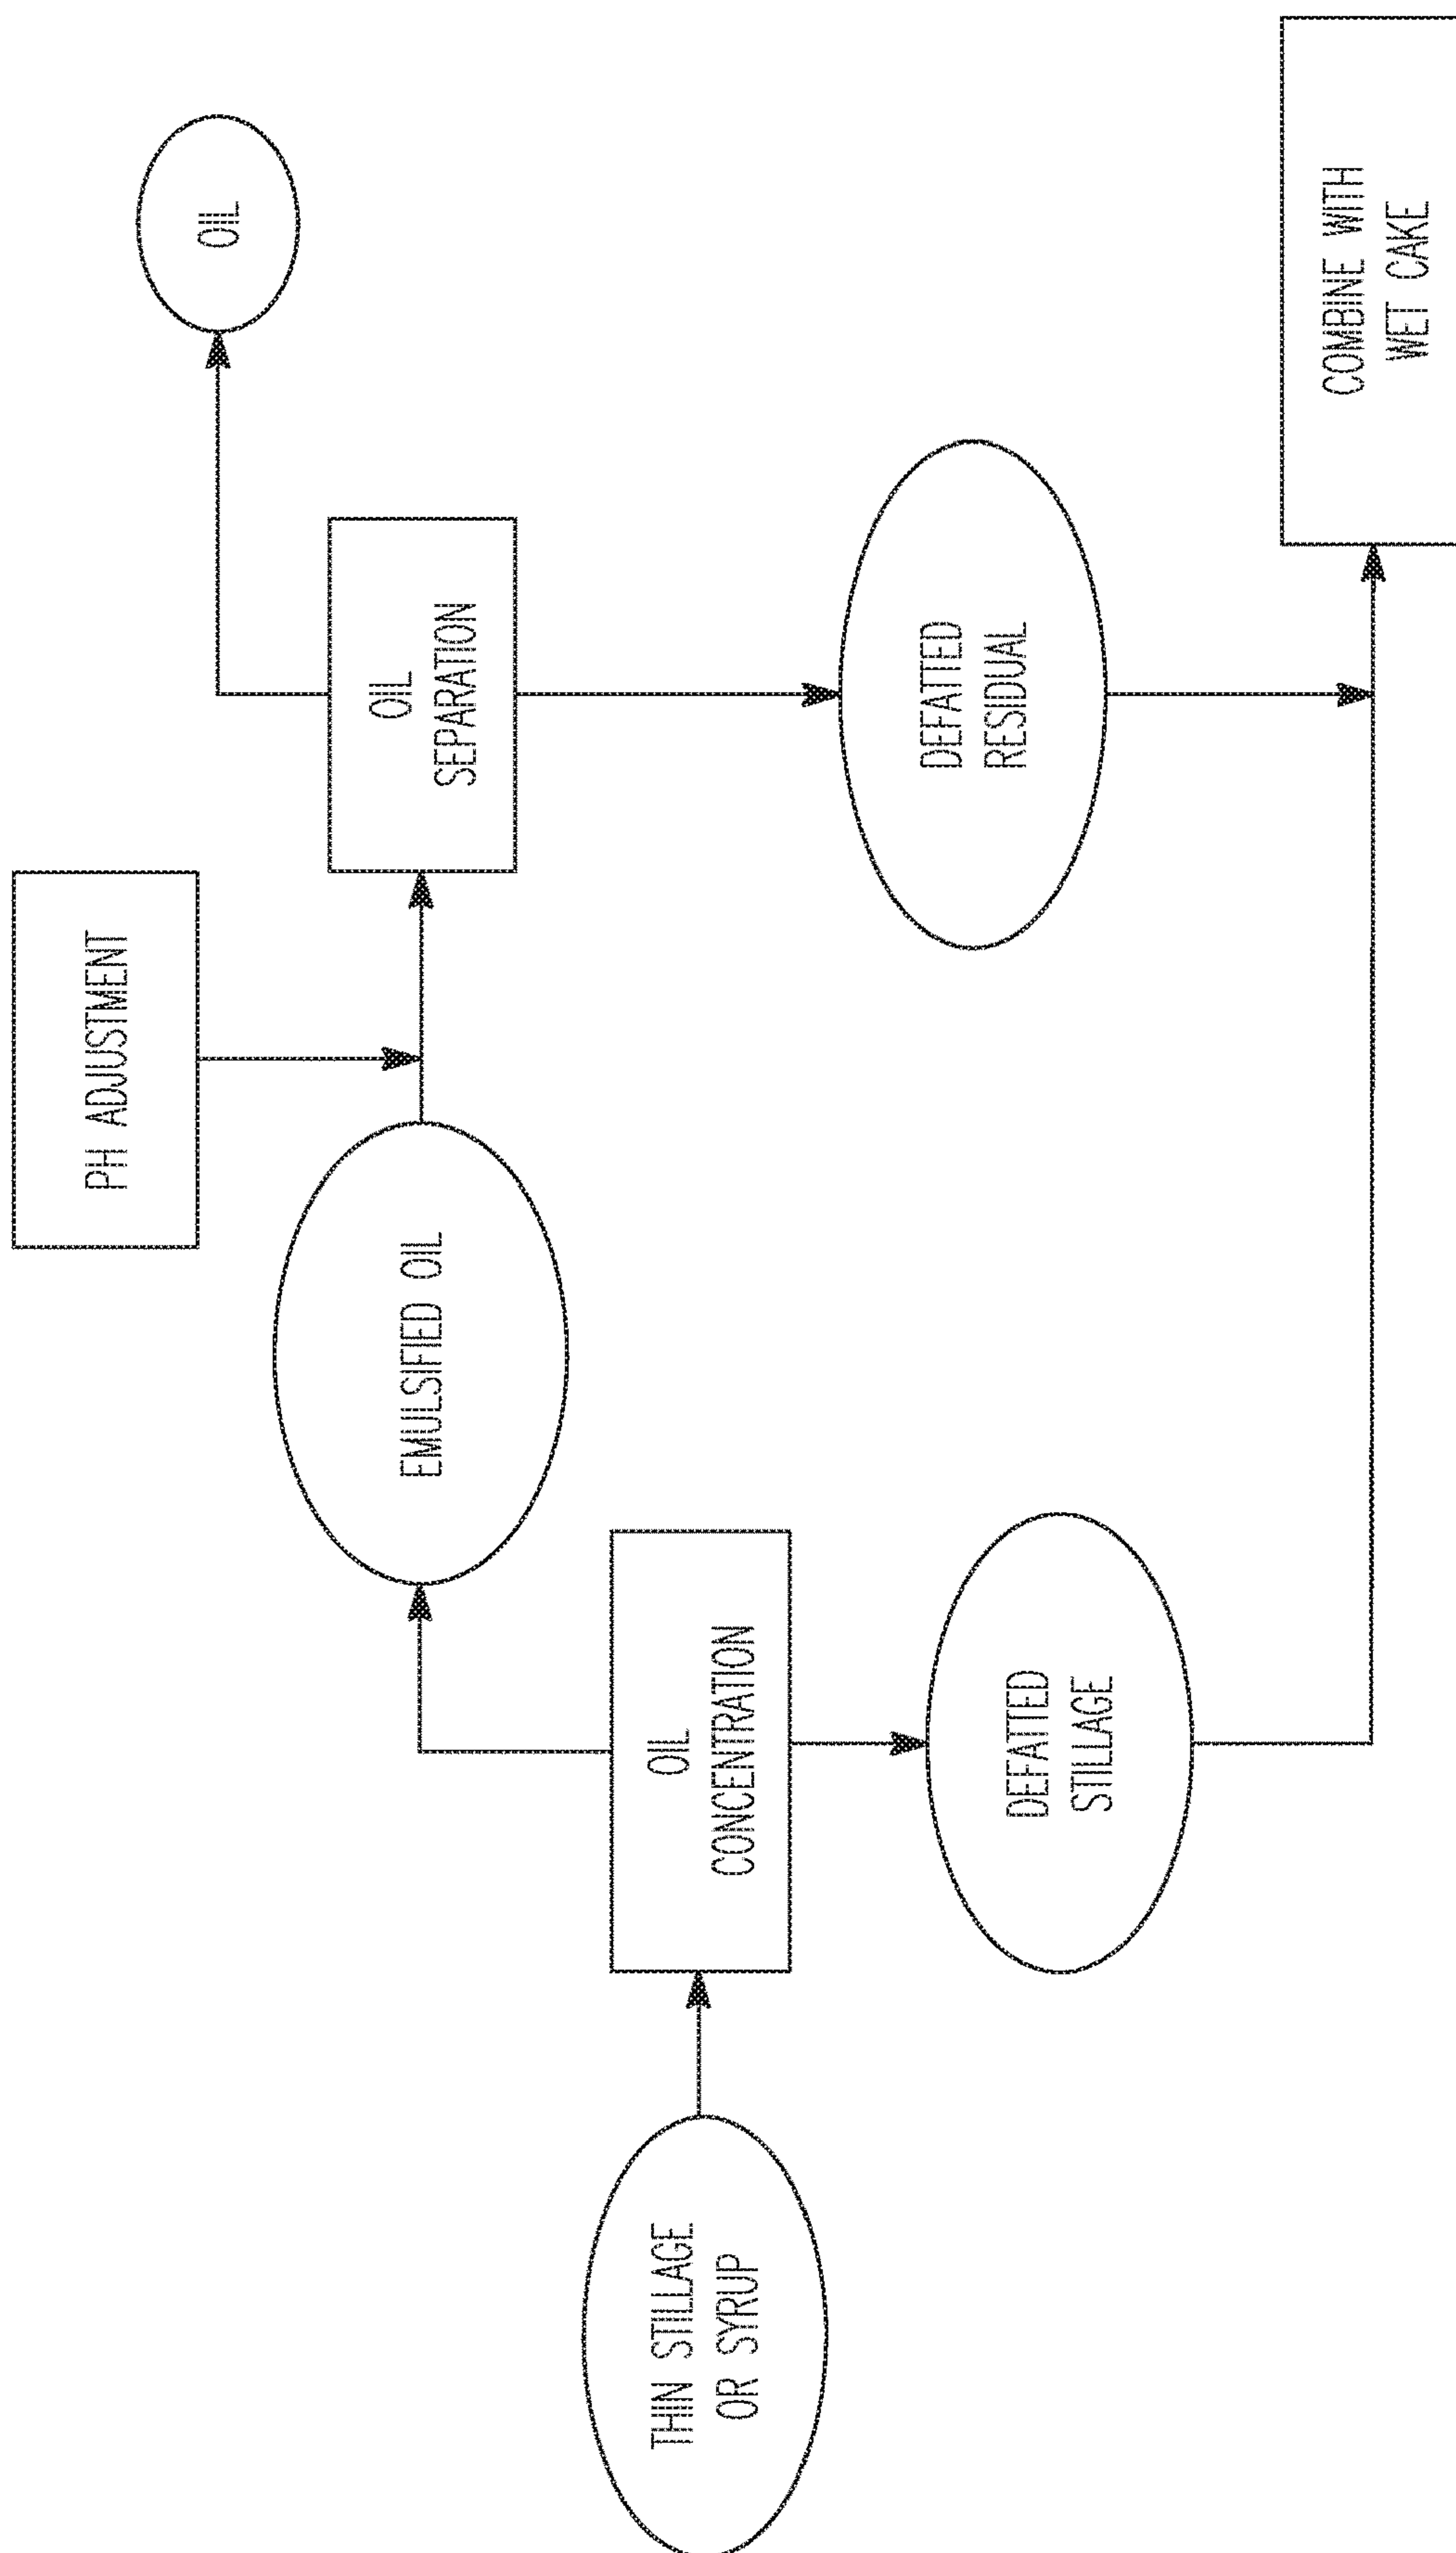 THIN STILLAGE
OR SYRUP
OIL
CONCENTRATION
DEFATTED
STILLAGE
EMULSIFIED OIL
PH ADJUSTMENT
OIL
SEPARATION
OIL
DEFATTED
RESIDUAL
COMBINE WITH
WET CAKE